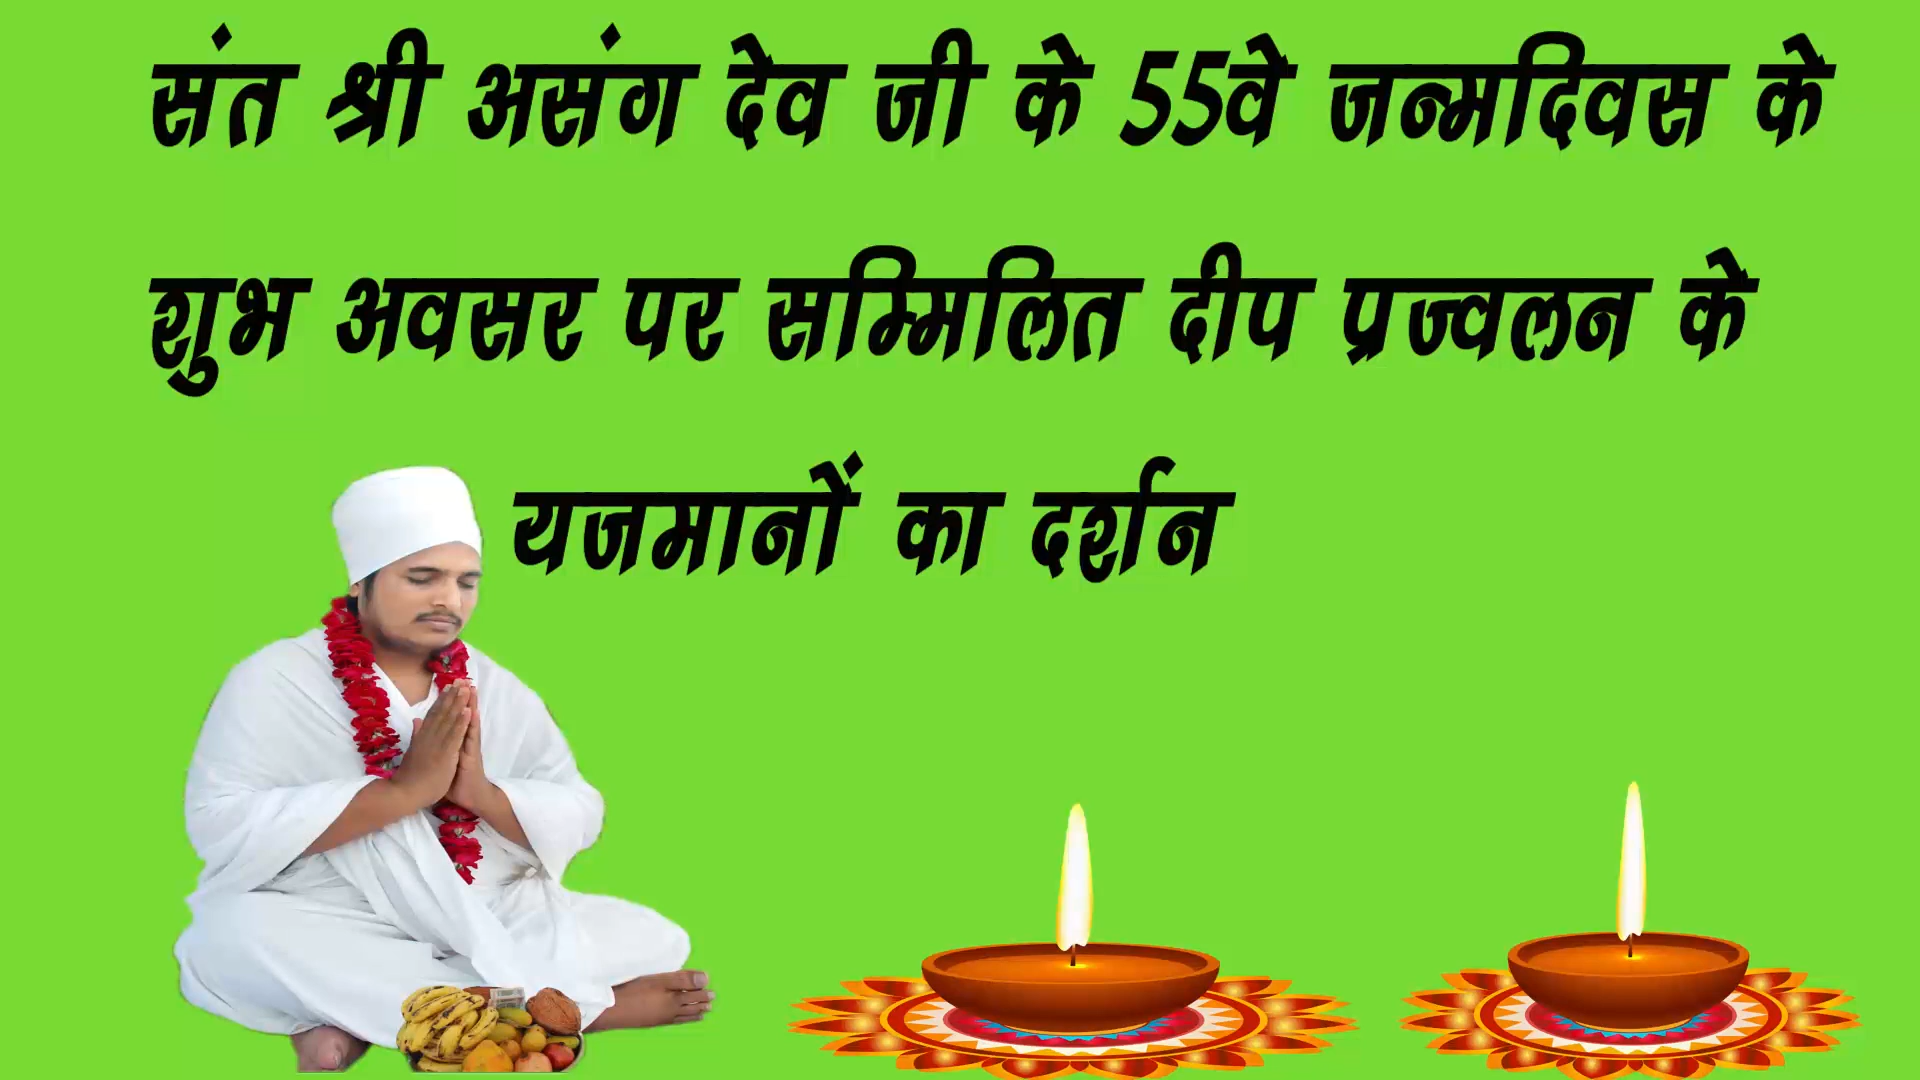 संत श्री असंग देव जी के 55वे जन्मदिवस के
शुभ अवसर पर सम्मिलित दीप प्रज्वलन के
यजमानों का दर्शन